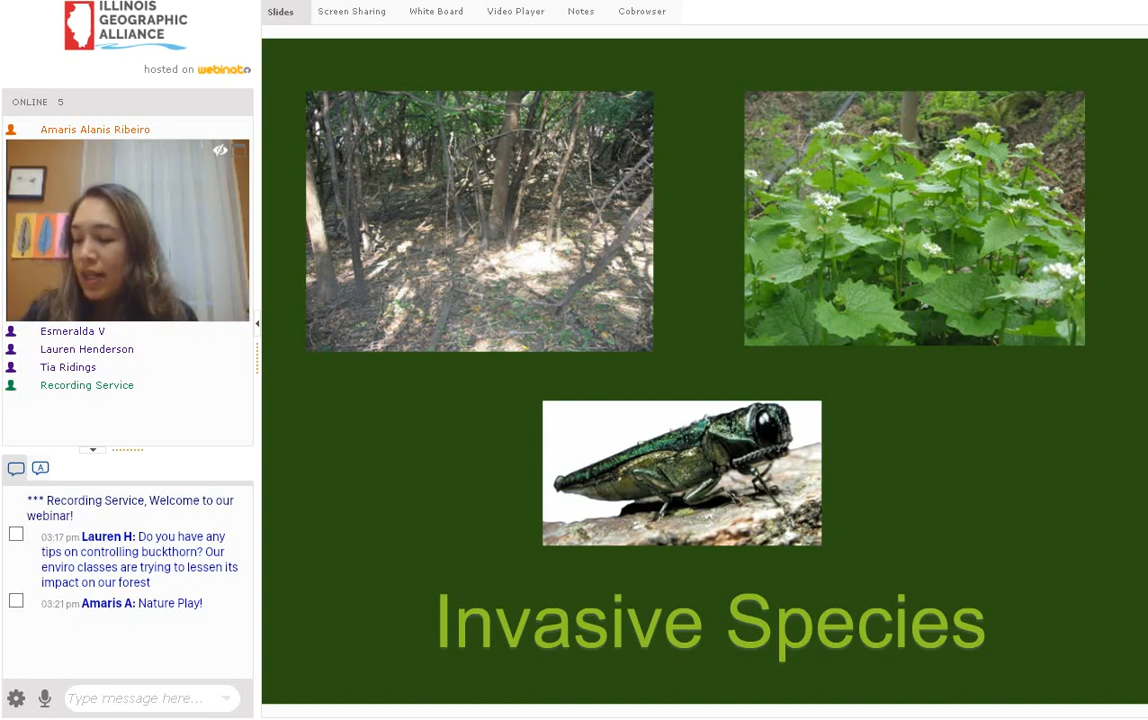 ILLINOIS
GEOGRAPHIC
ALLIANCE
hosted on webinato
ONLINE 5
Amaris Alanis Ribeiro
Esmeralda V
Lauren Henderson
Tia Ridings
Recording Service
A
*** Recording Service, Welcome to our
webinar!
03:17 pm Lauren H: Do you have any
tips on controlling buckthorn? Our
enviro classes are trying to lessen its
impact on our forest
03:21 pm Amaris A: Nature Play!
Type message here...
Slides Screen Sharing White Board Video Player Notes Cobrowser
Invasive Species